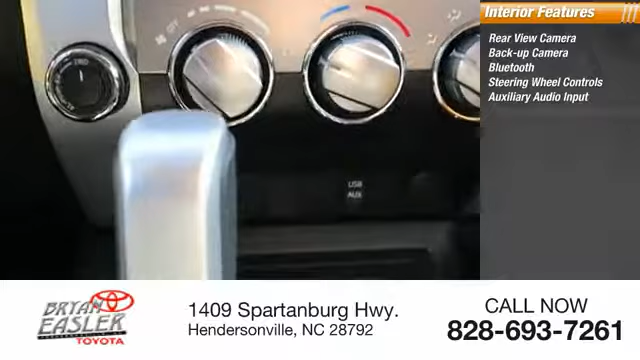 Interior Features
Rear View Camera
Back-up Camera
Bluetooth
Steering Wheel Controls
Auxiliary Audio Input
OFF
USB
AUX
BRYAN
EASLER
TOYOTA
1409 Spartanburg Hwy.
Hendersonville, NC 28792
CALL NOW
828-693-7261